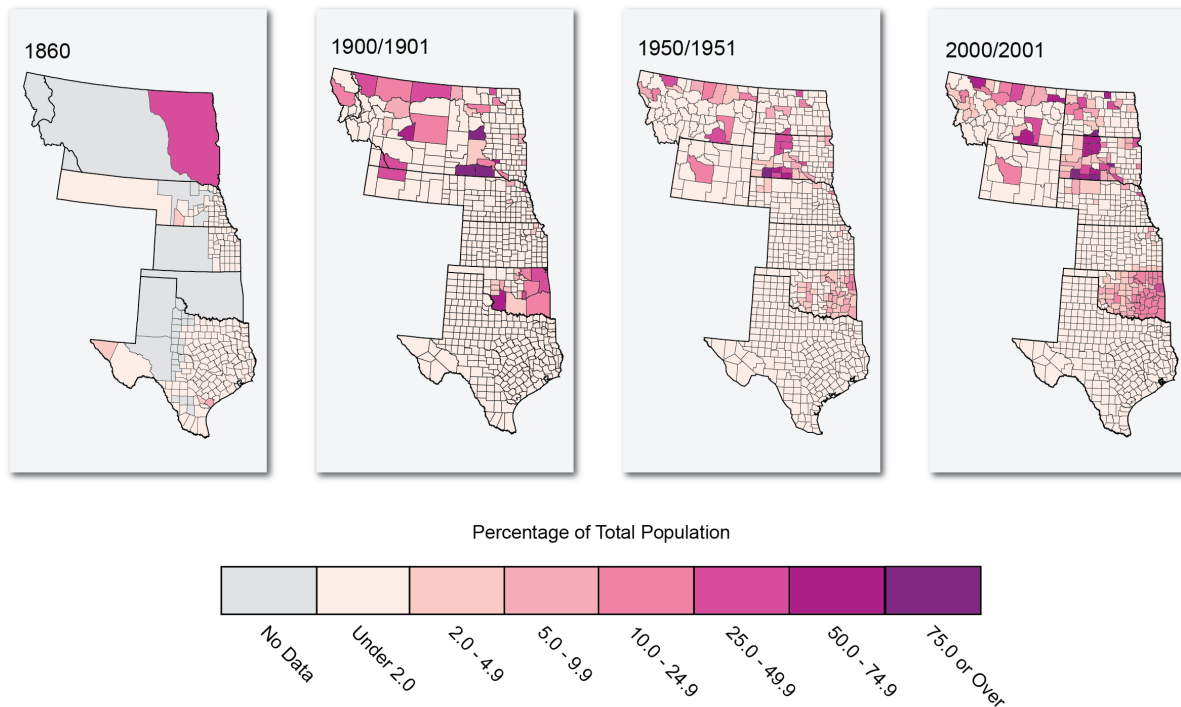 1860
1900/1901
1950/1951
2000/2001
Percentage of Total Population
No Data
Under 2.0
2.0 - 4.9
5.0 - 9.9
10.0 - 24.9
25.0 - 49.9
50.0 - 74.9
75.0 or Over